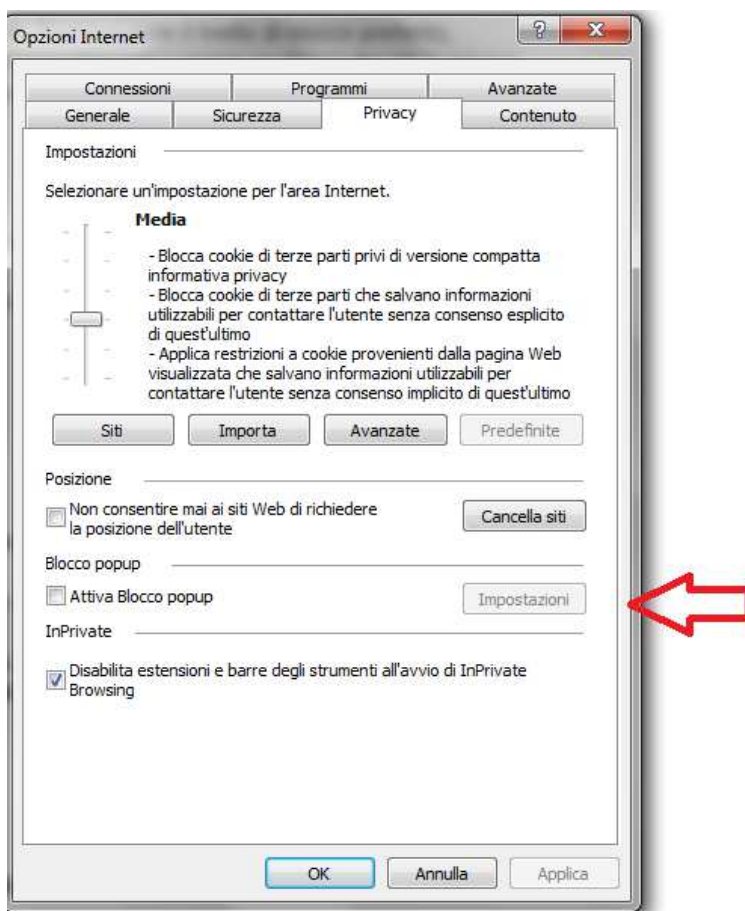 Opzioni Internet
Connessioni Programmi Avanzate
Generale Sicurezza Privacy Contenuto
Impostazioni
Selezionare un'impostazione per l'area Internet.
Media
- Blocca cookie di terze parti privi di versione compatta
informativa privacy
- Blocca cookie di terze parti che salvano informazioni
utilizzabili per contattare l'utente senza consenso esplicito
di quest'ultimo
- Applica restrizioni a cookie provenienti dalla pagina Web
visualizzata che salvano informazioni utilizzabili per
contattare l'utente senza consenso implicito di quest'ultimo
Siti Importa Avanzate Predefinite
Posizione
Non consentire mai ai siti Web di richiedere
la posizione dell'utente
Cancella siti
Blocco popup
Attiva Blocco popup Impostazioni
InPrivate
Disabilita estensioni e barre degli strumenti all'avvio di InPrivate
Browsing
OK Annulla Applica